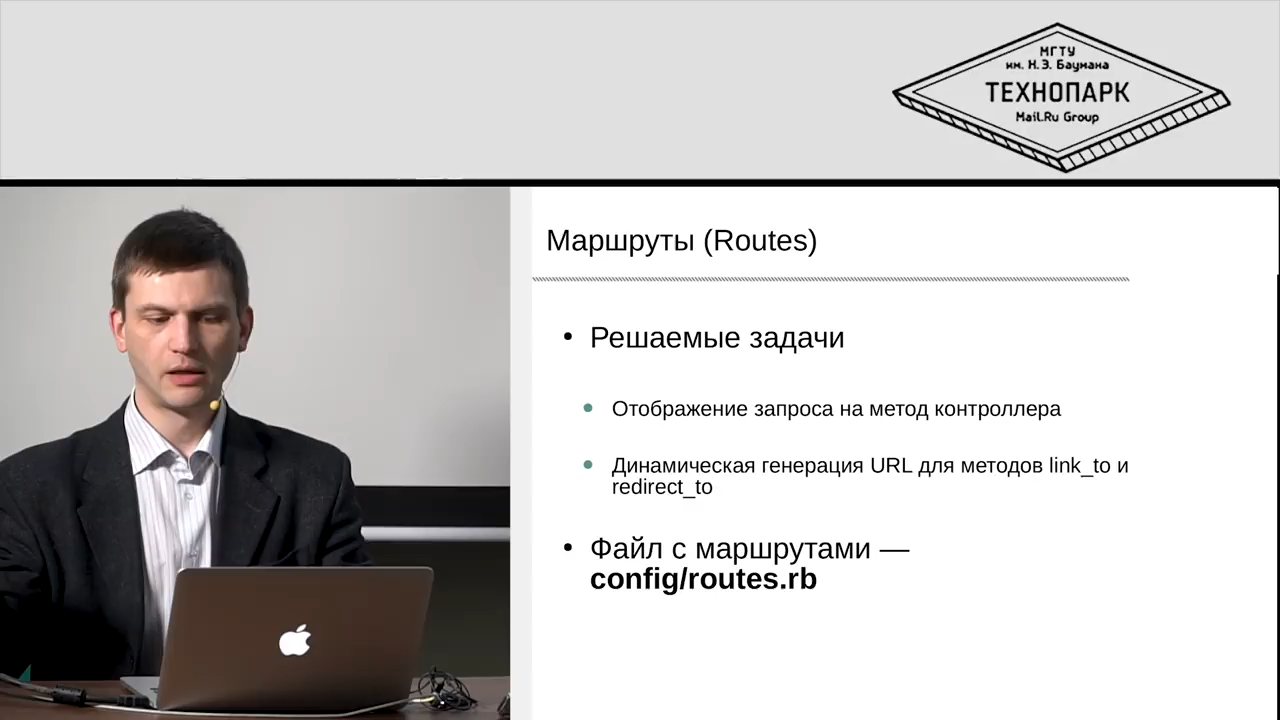 МГТУ
им. Н.Э. Баумана
ТЕХНОПАРК
Mail.Ru Group
Маршруты (Routes)
• Решаемые задачи
• Отображение запроса на метод контроллера
• Динамическая генерация URL для методов link_to и
redirect_to
• Файл с маршрутами —
config/routes.rb